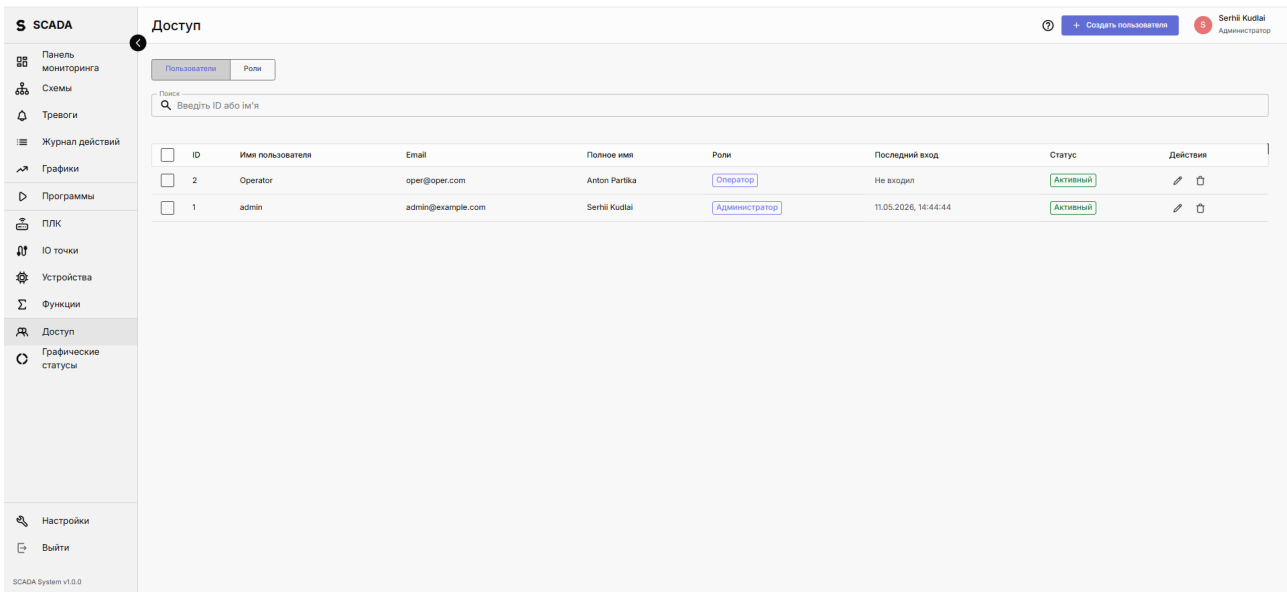 S SCADA
Панель
мониторинга
Схемы
Тревоги
Журнал действий
Графики
Программы
ПЛК
IO точки
Устройства
Функции
Доступ
Графические
статусы
Настройки
Выйти
SCADA System v1.0.0
Доступ
+ Создать пользователя
S
Serhii Kudlai
Администратор
Пользователи Роли
Поиск
Введіть ID або ім'я
ID Имя пользователя Email Полное имя Роли Последний вход Статус Действия
2 Operator oper@oper.com Anton Partika Оператор Не входил Активный
1 admin admin@example.com Serhii Kudlai Администратор 11.05.2026, 14:44:44 Активный